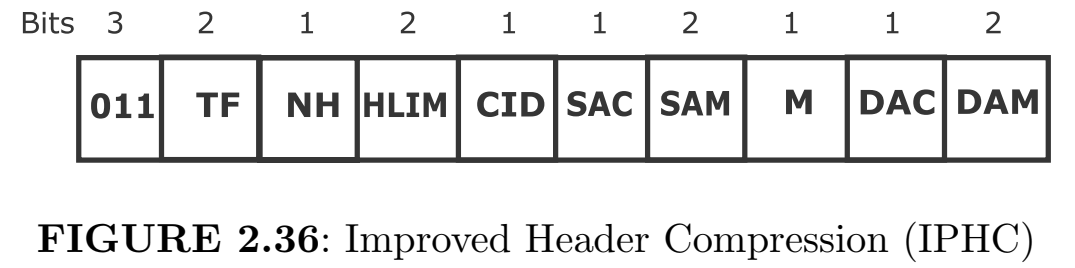 Bits 3 2 1 2 1 1 2 1 1 2
011 TF NH HLIM CID SAC SAM M DAC DAM
FIGURE 2.36: Improved Header Compression (IPHC)